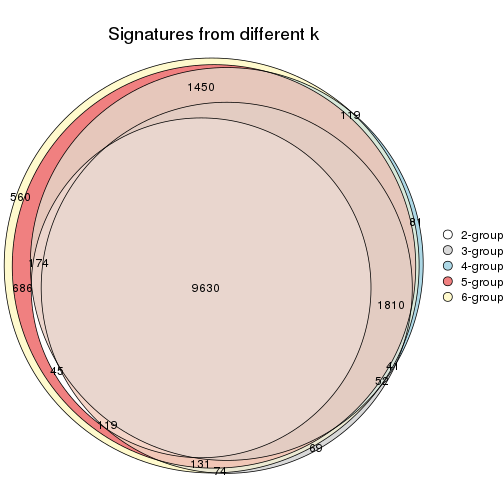 Signatures from different k
1450
119
560
81
2-group
3-group
174
4-group
686
9630
5-group
1810
6-group
41
45
52
119
69
131
74